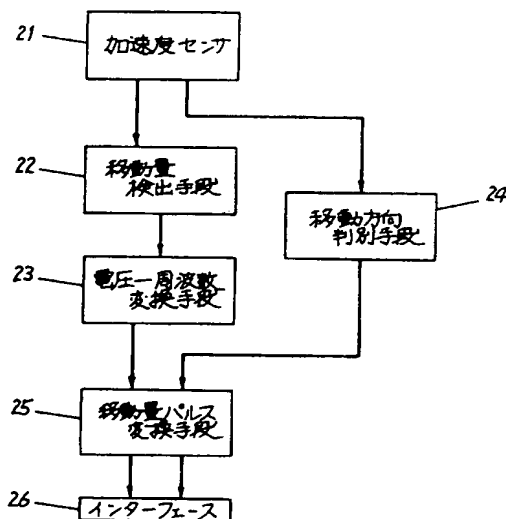 21
加速度センサ
22
移動量
検出手段
24
移動方向
判別手段
23
電圧一周波数
変換手段
25
移動量パルス
変換手段
26
インターフェース